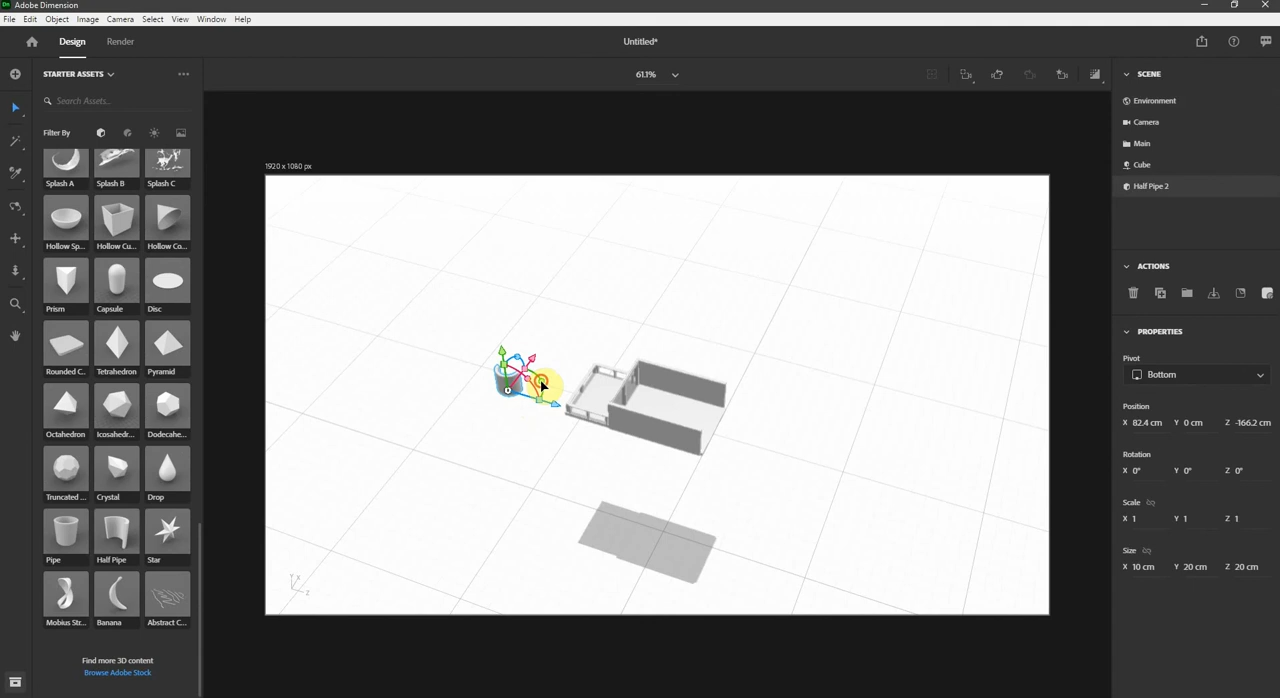 Dn Adobe Dimension
File Edit Object Image Camera Select View Window Help
Design Render Untitled*
STARTER ASSETS
61.1%
SCENE
Search Assets...
Environment
Camera
Filter By
Main
1920 x 1080 px
Cube
Splash A Splash B Splash C
Half Pipe 2
Hollow Sp... Hollow Cu... Hollow Co...
ACTIONS
Prism Capsule Disc
PROPERTIES
Pivot
Bottom
Rounded C... Tetrahedron Pyramid
Position
X 82.4 cm Y 0 cm Z -166.2 cm
Octahedron Icosahedr... Dodecahe...
Rotation
X 0° Y 0° Z 0°
Truncated ... Crystal Drop
Scale
X 1 Y 1 Z 1
Size
Pipe Half Pipe Star
X 10 cm Y 20 cm Z 20 cm
X
Y
Z
Mobius Str... Banana Abstract C...
Find more 3D content
Browse Adobe Stock